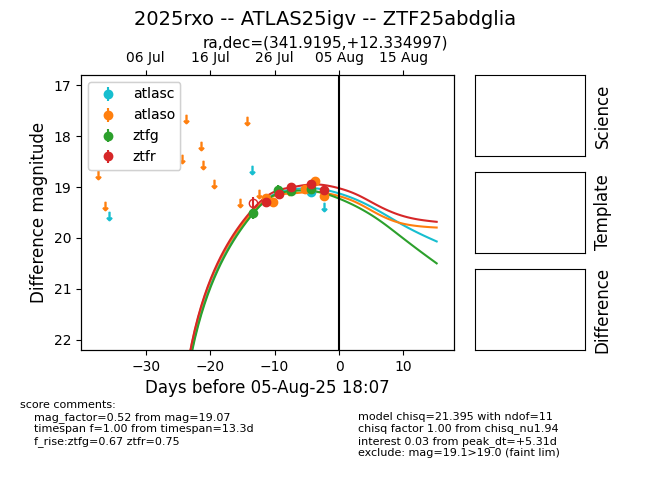 2025rxo -- ATLAS25igv -- ZTF25abdglia
ra,dec=(341.9195,+12.334997)
06 Jul 16 Jul 26 Jul 05 Aug 15 Aug
17
18
19
20
21
22
Difference magnitude
atlasc
atlaso
ztfg
ztfr
−30 −20 −10 0 10
Days before 05-Aug-25 18:07
Science
Template
Difference
score comments:
mag_factor=0.52 from mag=19.07
timespan f=1.00 from timespan=13.3d
f_rise:ztfg=0.67 ztfr=0.75
model chisq=21.395 with ndof=11
chisq factor 1.00 from chisq_nu1.94
interest 0.03 from peak_dt=+5.31d
exclude: mag=19.1>19.0 (faint lim)